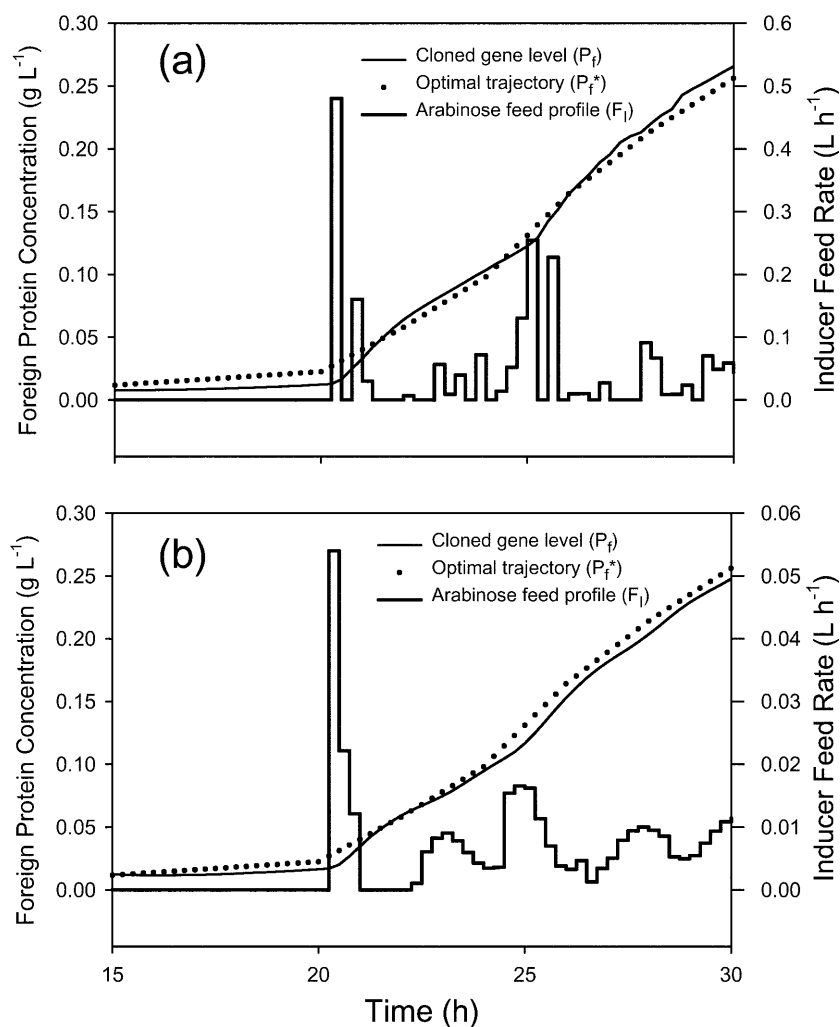 (a)
Cloned gene level (Pf)
Optimal trajectory (Pf*)
Arabinose feed profile (FI)
Foreign Protein Concentration (g L-1)
0.30
0.25
0.20
0.15
0.10
0.05
0.00
Inducer Feed Rate (L h-1)
0.6
0.5
0.4
0.3
0.2
0.1
0.0
(b)
Cloned gene level (Pf)
Optimal trajectory (Pf*)
Arabinose feed profile (FI)
Foreign Protein Concentration (g L-1)
0.30
0.25
0.20
0.15
0.10
0.05
0.00
Inducer Feed Rate (L h-1)
0.06
0.05
0.04
0.03
0.02
0.01
0.00
15 20 25 30
Time (h)